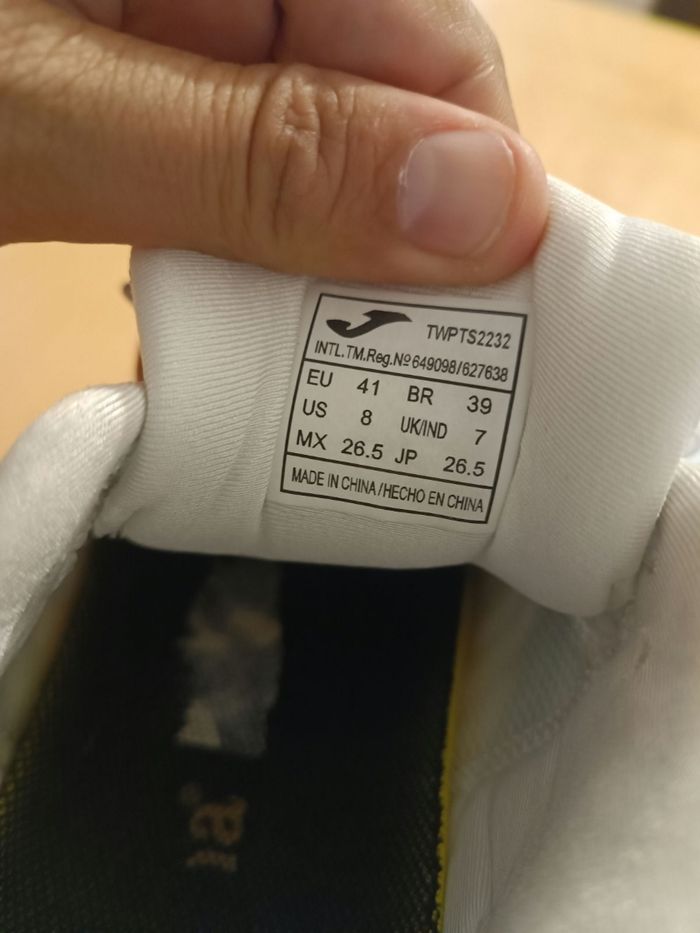 TWPTS2232
INTL.TM.Reg.Nº649098/627638
EU 41 BR 39
US 8 UK/IND 7
MX 26.5 JP 26.5
MADE IN CHINA/HECHO EN CHINA